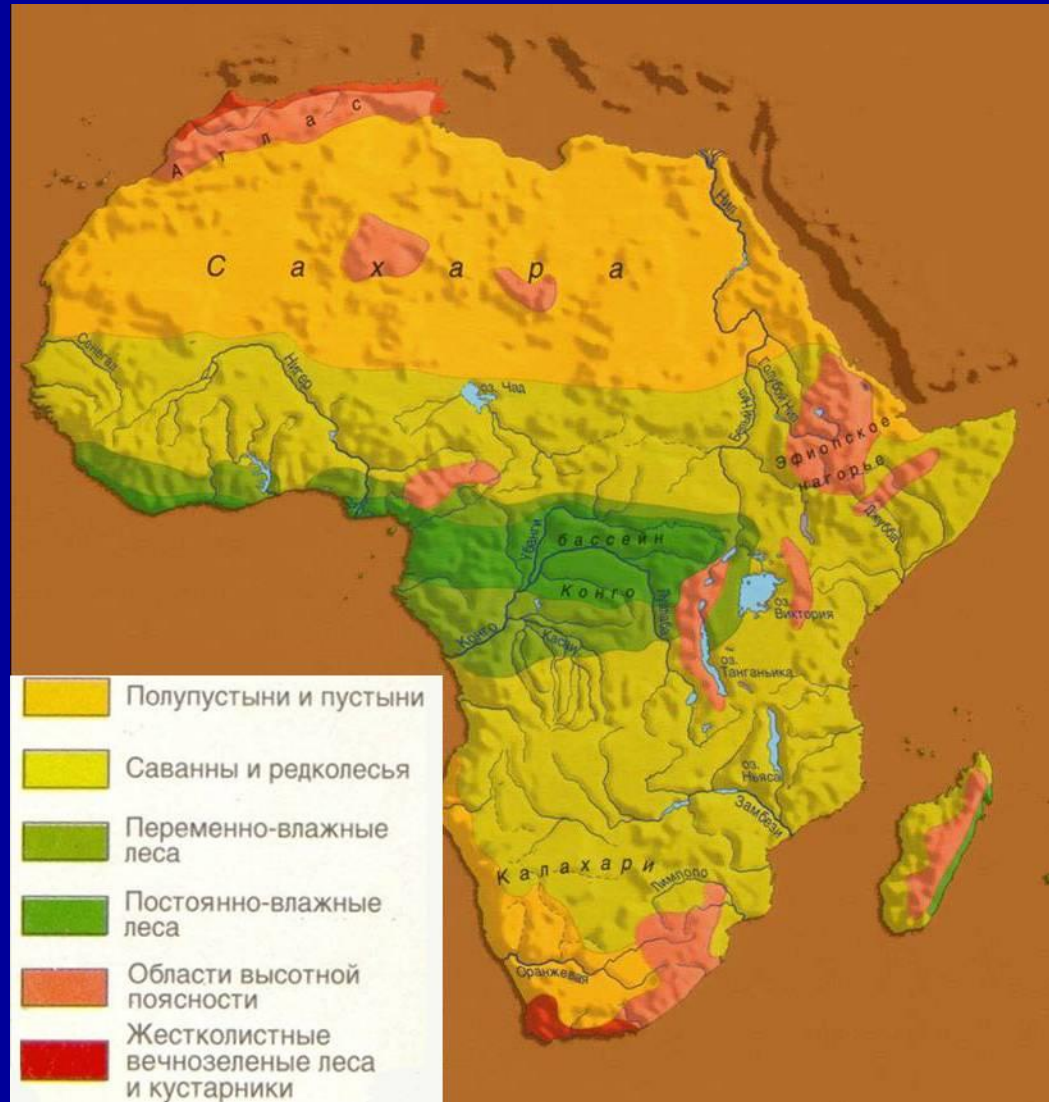 Атлас
Сахара
Нил
Сенегал
Нигер
оз. Чад
Белый Нил
Голубой Нил
Эфиопское
нагорье
Джубба
Убанги
бассейн
Конго
Луалаба
Конго
Касаи
оз.
Виктория
оз.
Танганьика
оз.
Ньяса
Замбези
Калахари
Лимпопо
Оранжевая
Полупустыни и пустыни
Саванны и редколесья
Переменно-влажные
леса
Постоянно-влажные
леса
Области высотной
поясности
Жестколистные
вечнозеленые леса
и кустарники